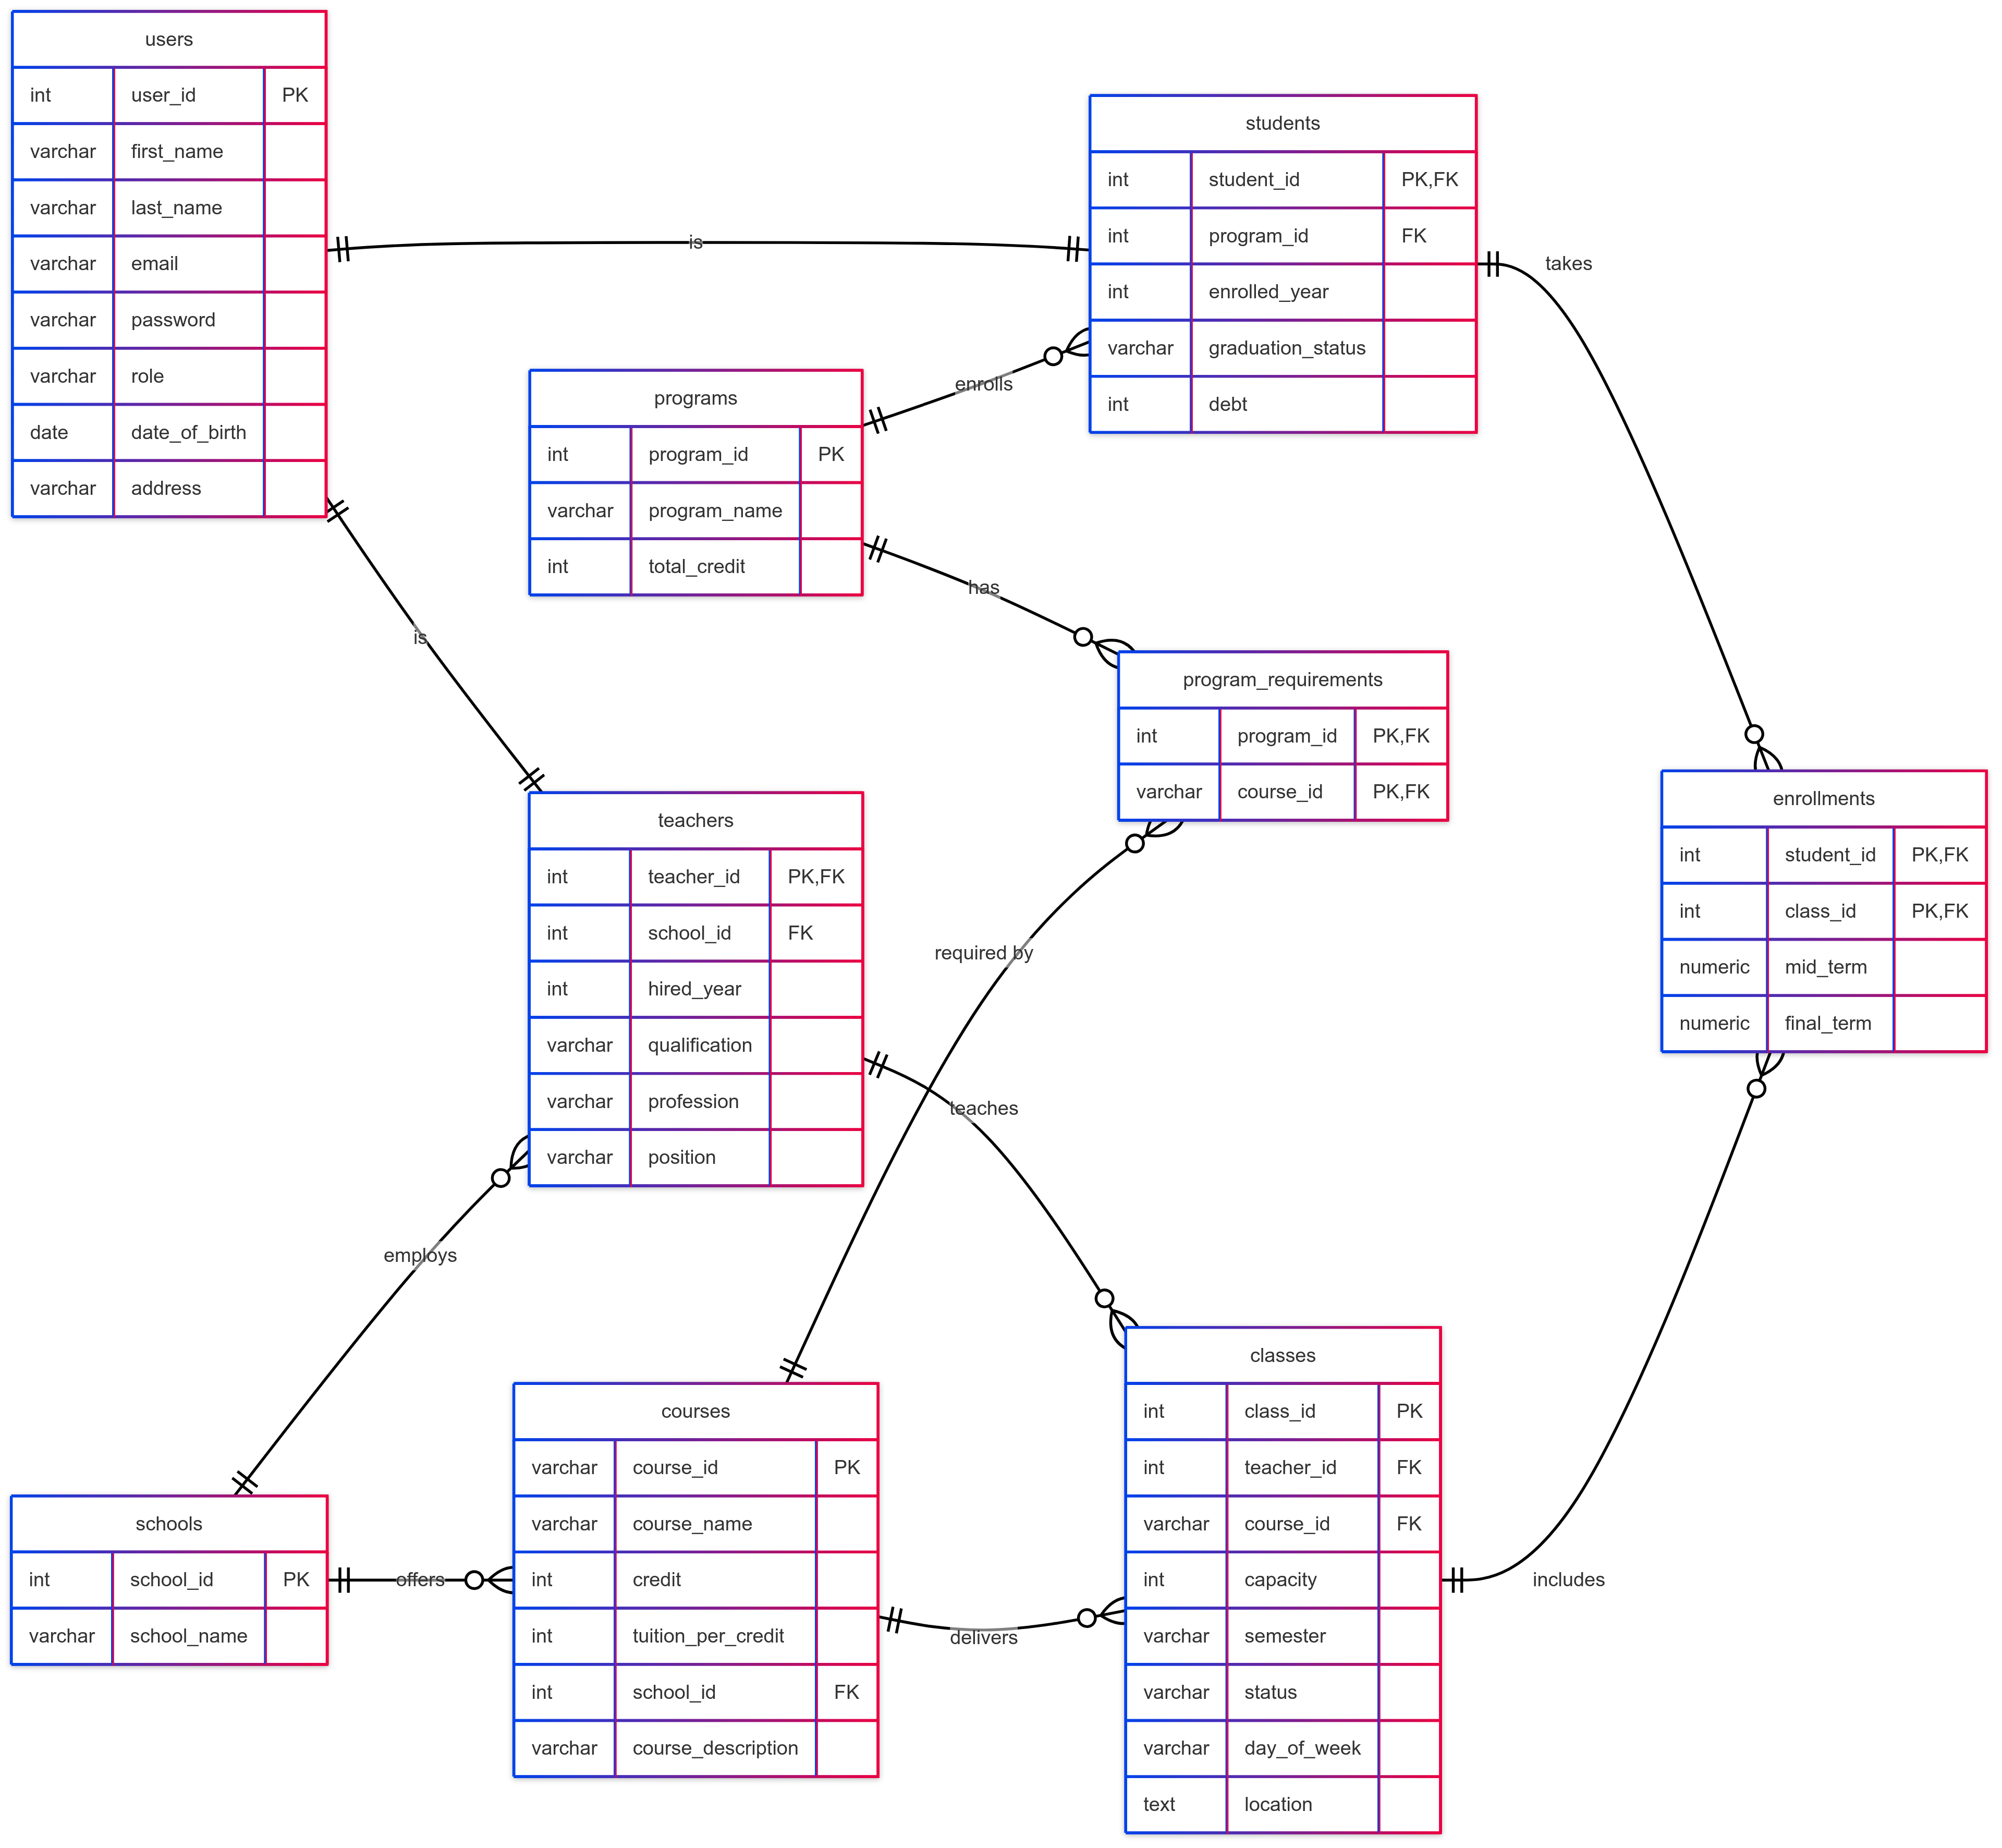 users
int user_id PK
varchar first_name
varchar last_name
varchar email
varchar password
varchar role
date date_of_birth
varchar address
is
students
int student_id PK,FK
int program_id FK
int enrolled_year
varchar graduation_status
int debt
takes
enrolls
programs
int program_id PK
varchar program_name
int total_credit
has
is
program_requirements
int program_id PK,FK
varchar course_id PK,FK
enrollments
int student_id PK,FK
int class_id PK,FK
numeric mid_term
numeric final_term
teachers
int teacher_id PK,FK
int school_id FK
int hired_year
varchar qualification
varchar profession
varchar position
required by
teaches
employs
classes
int class_id PK
int teacher_id FK
varchar course_id FK
int capacity
varchar semester
varchar status
varchar day_of_week
text location
includes
courses
varchar course_id PK
varchar course_name
int credit
int tuition_per_credit
int school_id FK
varchar course_description
delivers
schools
int school_id PK
varchar school_name
offers